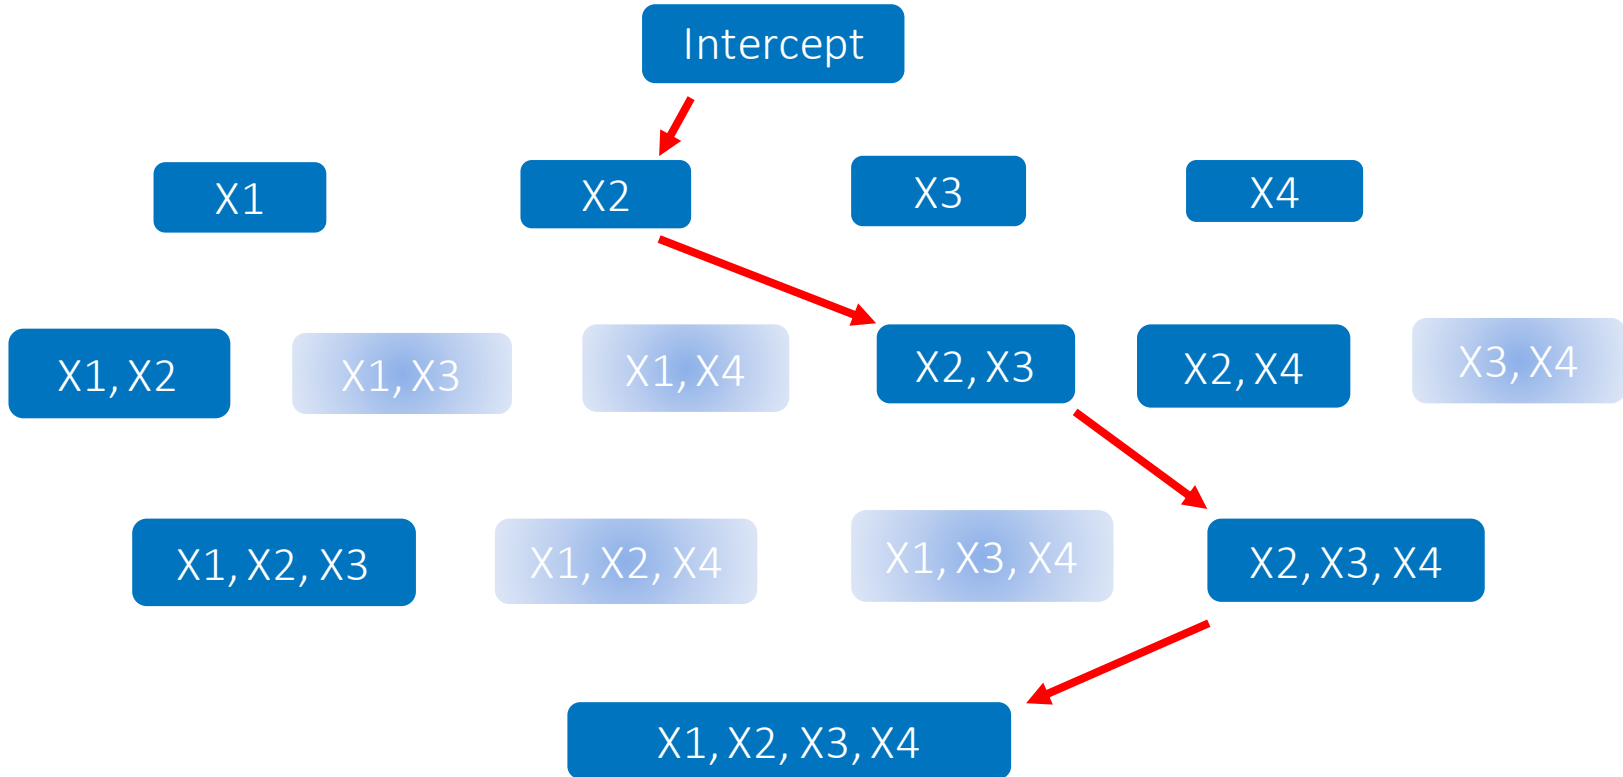 Intercept
X1
X2
X3
X4
X1, X2
X1, X3
X1, X4
X2, X3
X2, X4
X3, X4
X1, X2, X3
X1, X2, X4
X1, X3, X4
X2, X3, X4
X1, X2, X3, X4